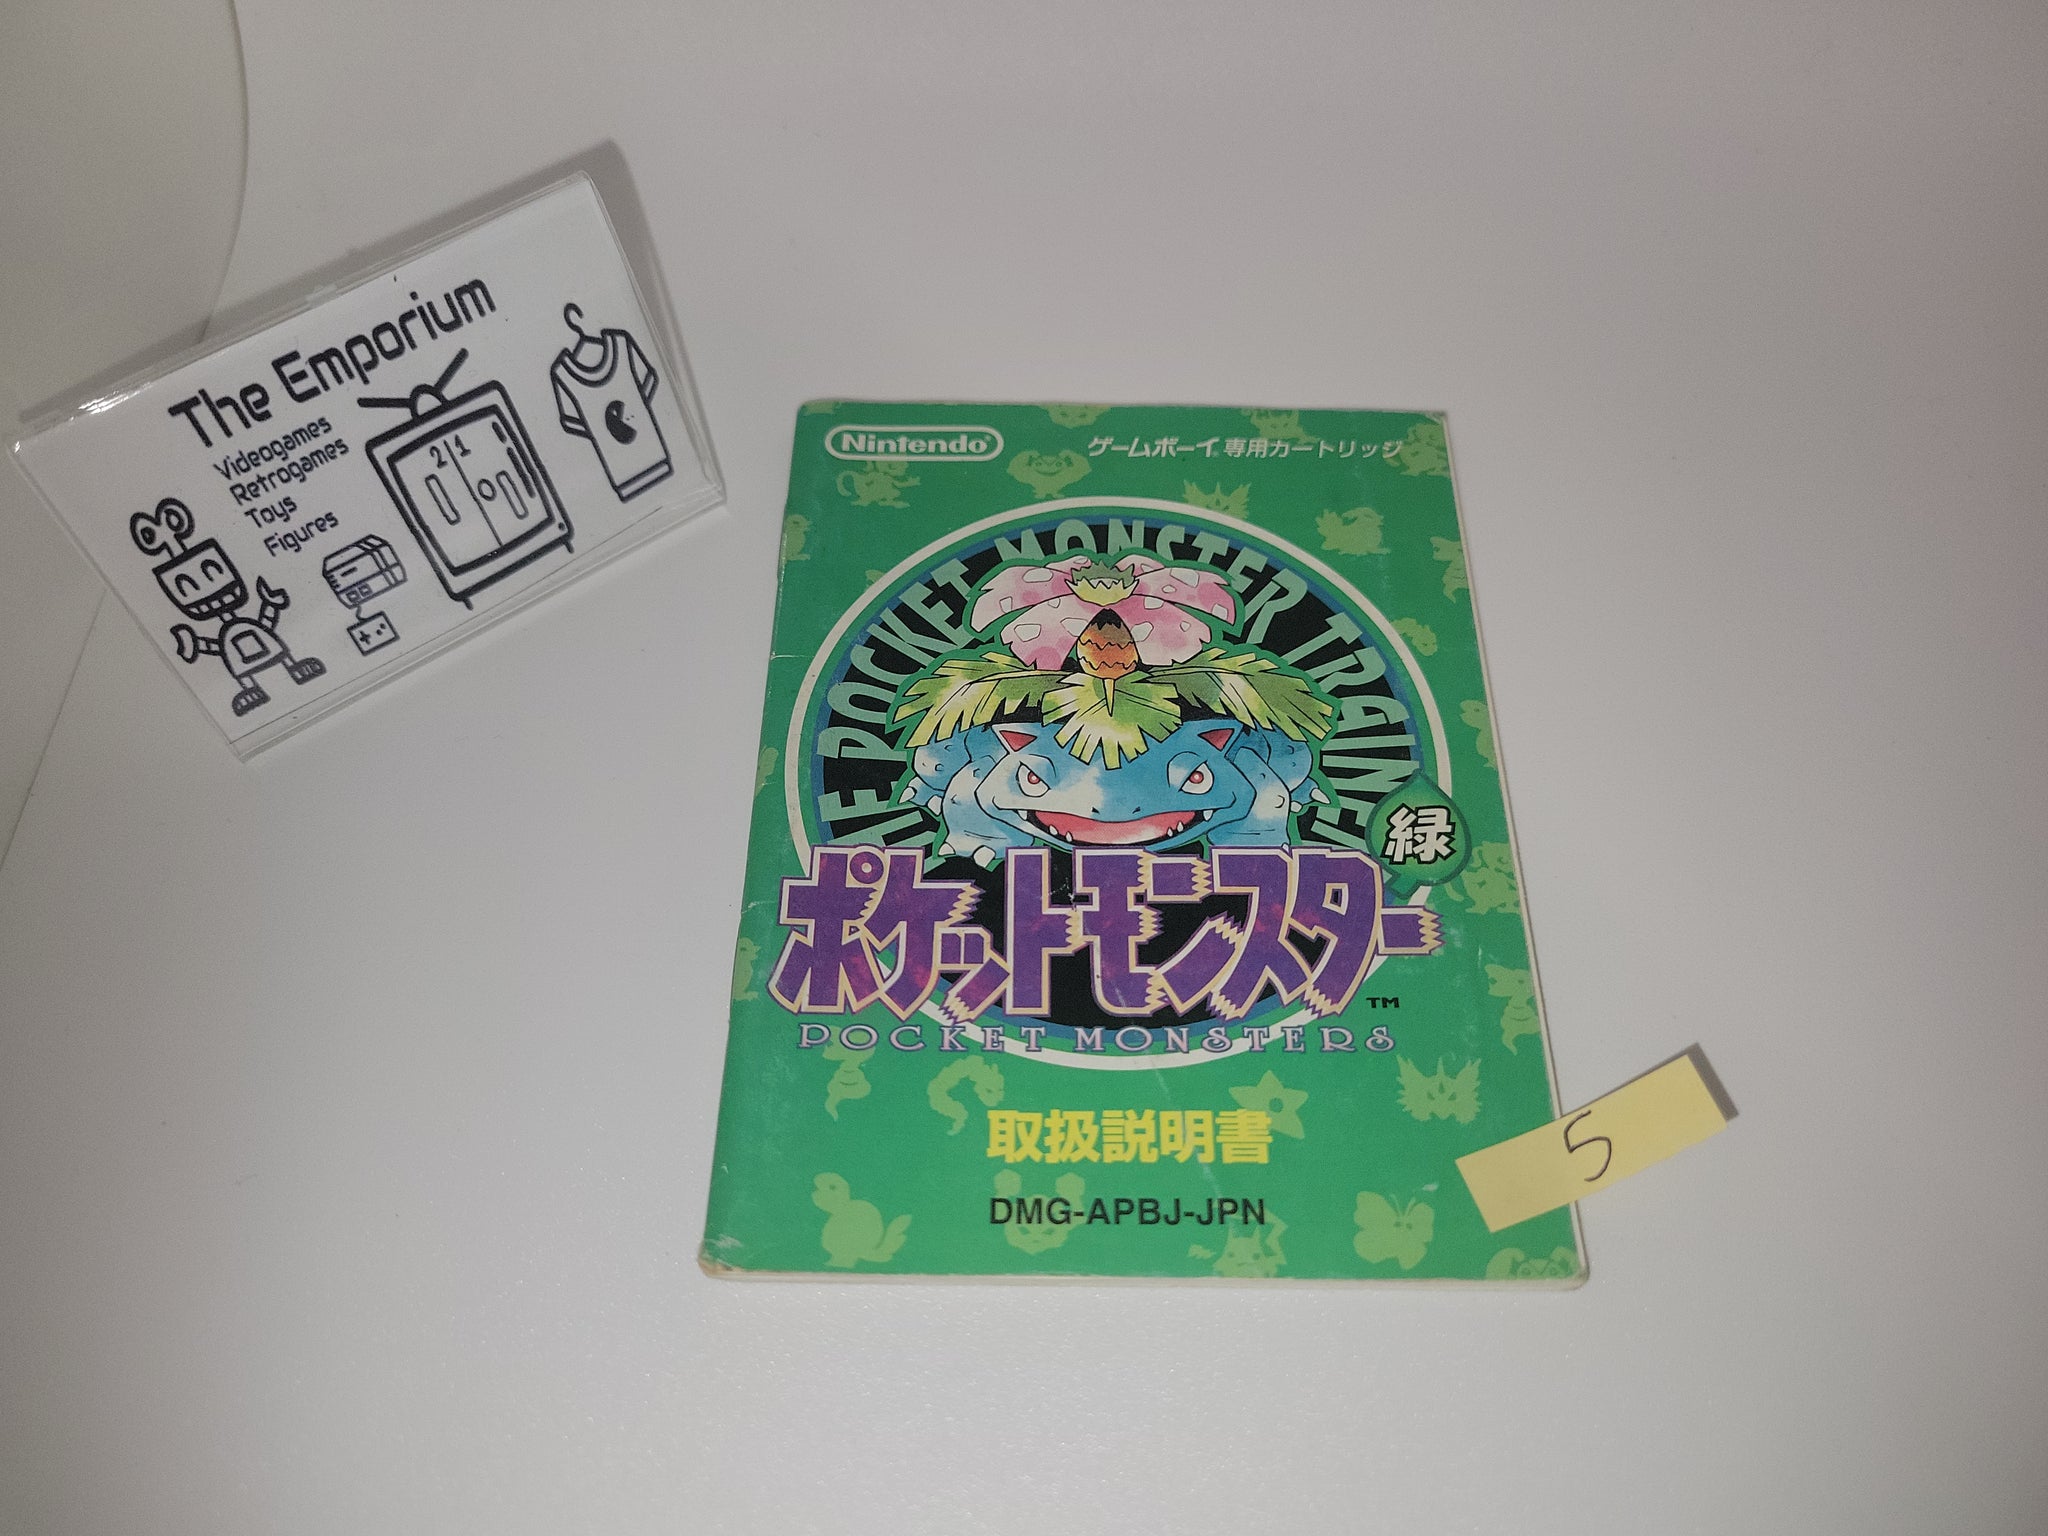 The Emporium
Videogames
Retrogames
Toys
Figures
2 1
Nintendo
ゲームボーイ専用カートリッジ
THE POCKET MONSTER TRAINER
緑
ポケットモンスター
TM
POCKET MONSTERS
取扱説明書
DMG-APBJ-JPN
5